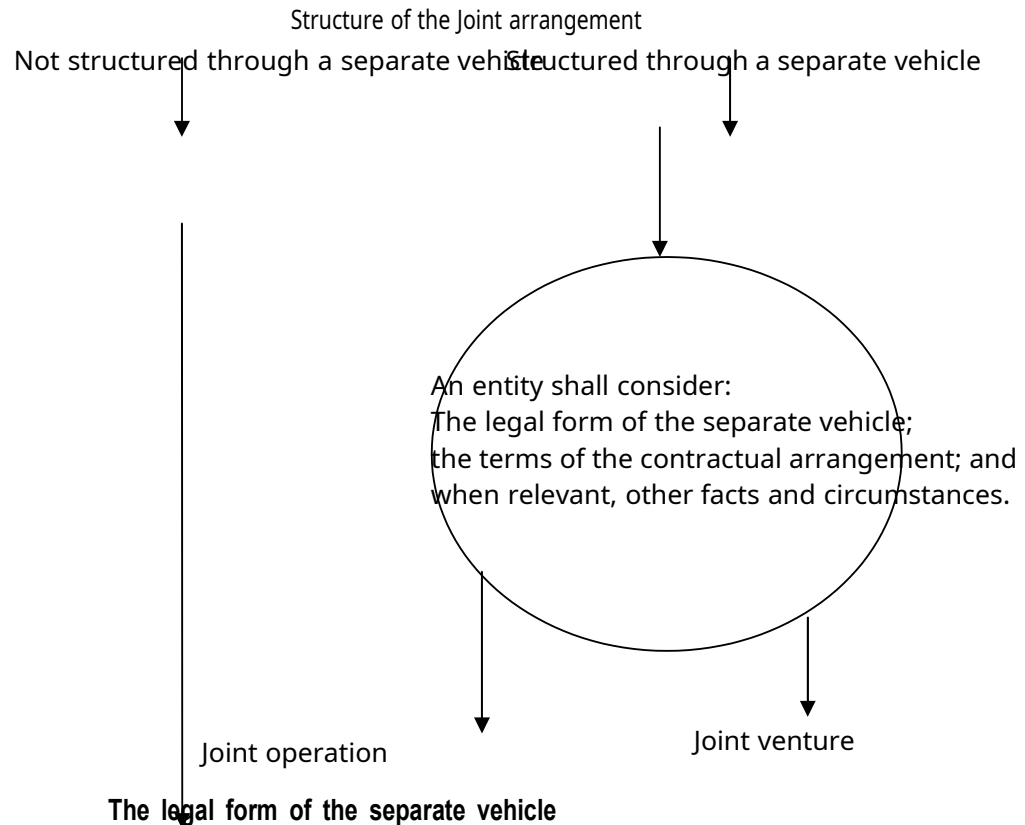 Structure of the Joint arrangement
Not structured through a separate vehicle
Structured through a separate vehicle
An entity shall consider:
The legal form of the separate vehicle;
the terms of the contractual arrangement; and
when relevant, other facts and circumstances.
Joint operation
Joint venture
The legal form of the separate vehicle